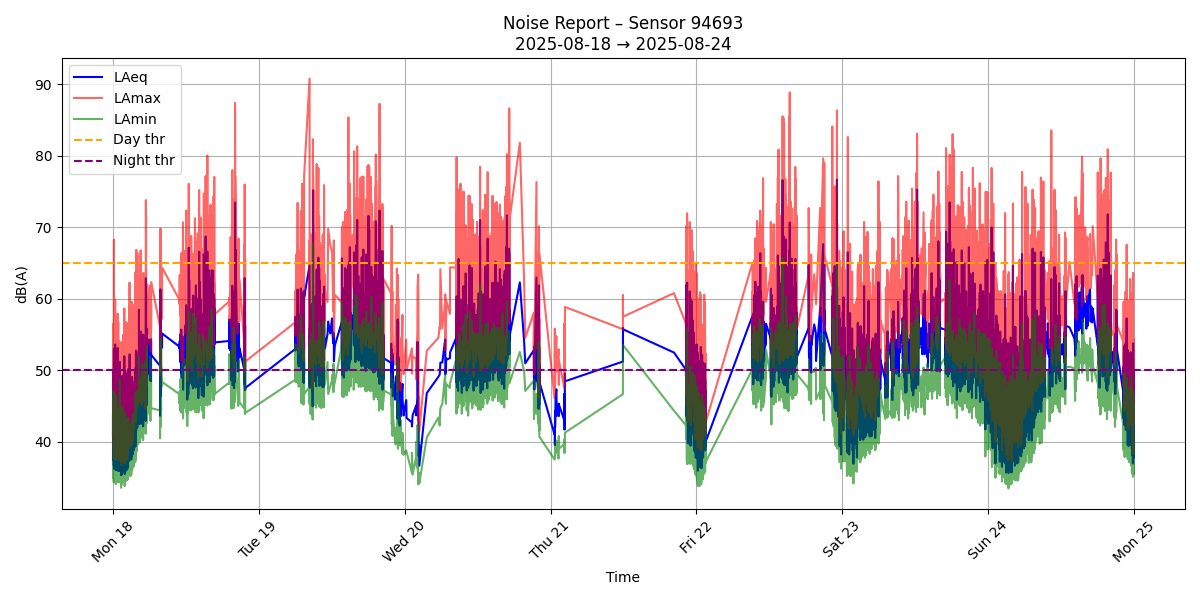 Noise Report – Sensor 94693
2025-08-18 → 2025-08-24
LAeq
LAmax
LAmin
Day thr
Night thr
90
80
70
60
50
40
dB(A)
Mon 18
Tue 19
Wed 20
Thu 21
Fri 22
Sat 23
Sun 24
Mon 25
Time